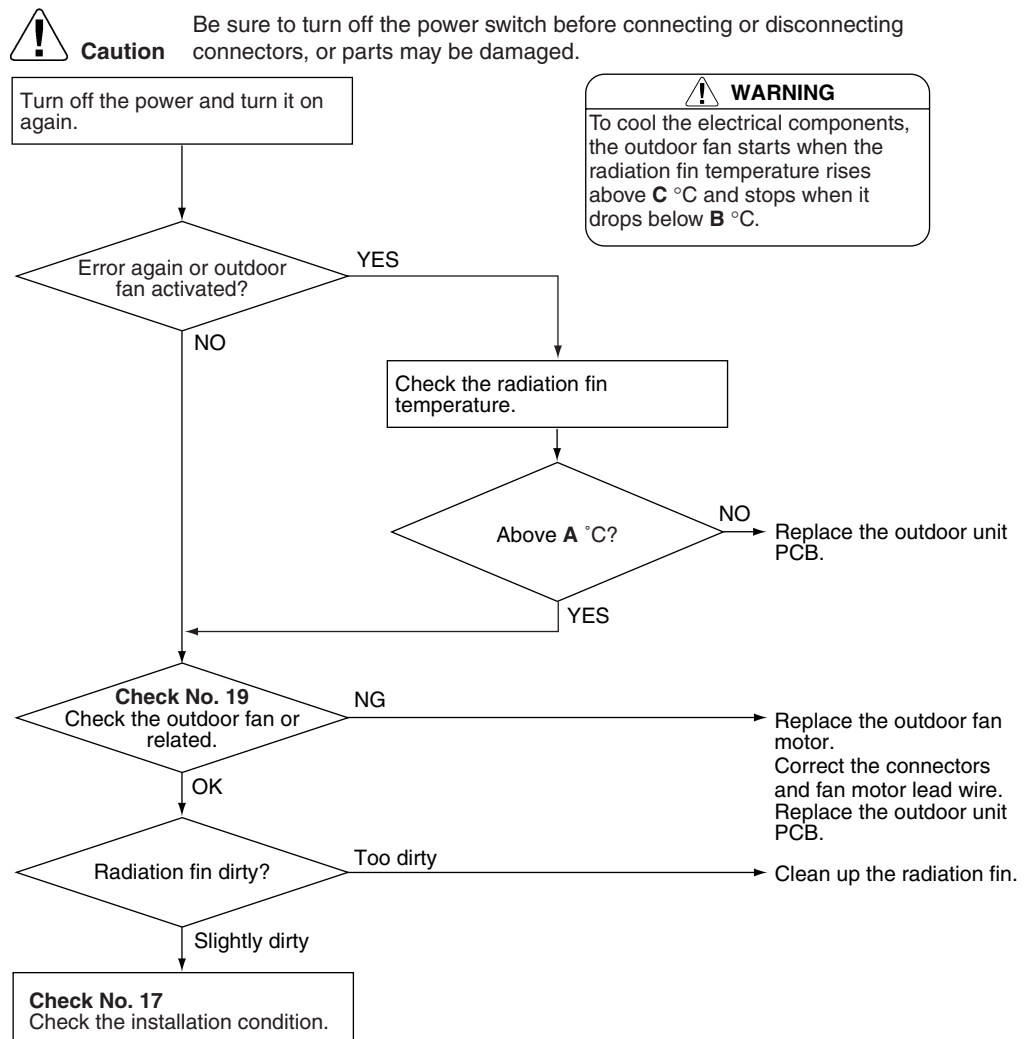 Be sure to turn off the power switch before connecting or disconnecting
Caution connectors, or parts may be damaged.
Turn off the power and turn it on
again.
WARNING
To cool the electrical components,
the outdoor fan starts when the
radiation fin temperature rises
above C °C and stops when it
drops below B °C.
Error again or outdoor
fan activated?
YES
NO
Check the radiation fin
temperature.
Above A ˚C?
NO
Replace the outdoor unit
PCB.
YES
Check No. 19
Check the outdoor fan or
related.
NG
Replace the outdoor fan
motor.
Correct the connectors
and fan motor lead wire.
Replace the outdoor unit
PCB.
OK
Radiation fin dirty?
Too dirty
Clean up the radiation fin.
Slightly dirty
Check No. 17
Check the installation condition.